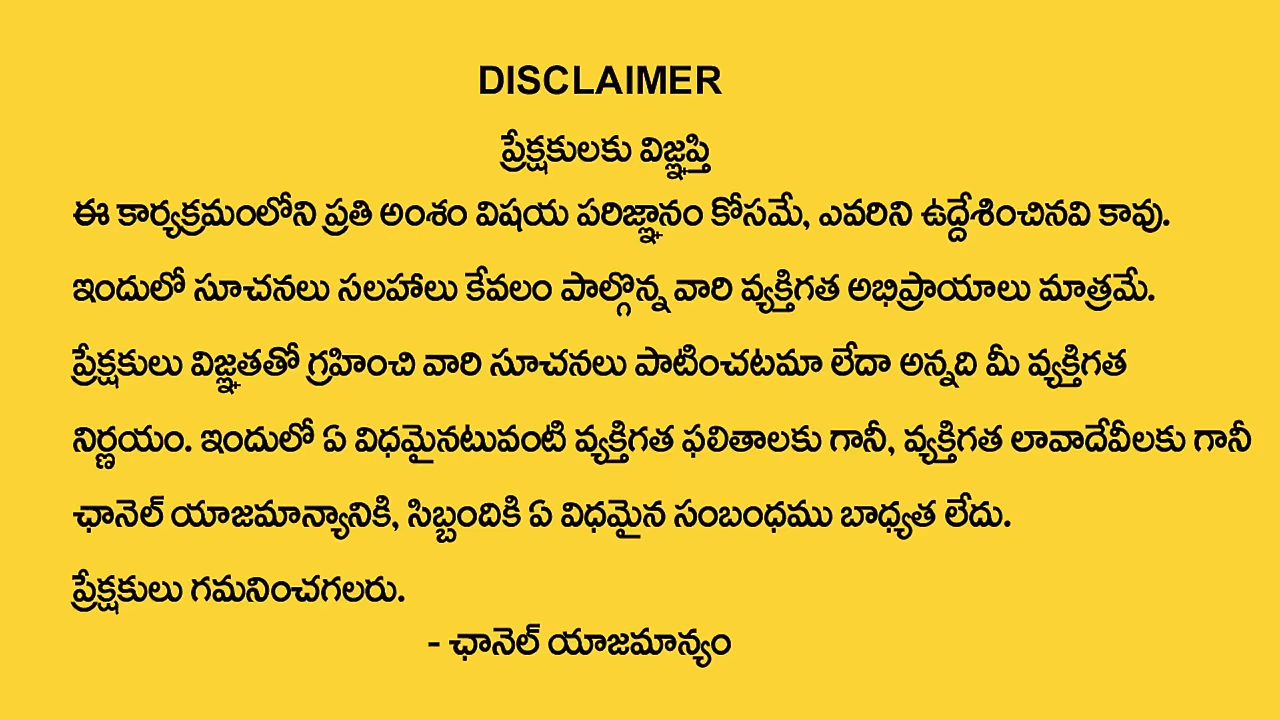 DISCLAIMER
ప్రేక్షకులకు విజ్ఞప్తి
ఈ కార్యక్రమంలోని ప్రతి అంశం విషయ పరిజ్ఞానం కోసమే, ఎవరిని ఉద్దేశించినవి కావు.
ఇందులో సూచనలు సలహాలు కేవలం పాల్గొన్న వారి వ్యక్తిగత అభిప్రాయాలు మాత్రమే.
ప్రేక్షకులు విజ్ఞతతో గ్రహించి వారి సూచనలు పాటించటమా లేదా అన్నది మీ వ్యక్తిగత
నిర్ణయం. ఇందులో ఏ విధమైనటువంటి వ్యక్తిగత ఫలితాలకు గానీ, వ్యక్తిగత లావాదేవీలకు గానీ
ఛానెల్ యాజమాన్యానికి, సిబ్బందికి ఏ విధమైన సంబంధము బాధ్యత లేదు.
ప్రేక్షకులు గమనించగలరు.
- ఛానెల్ యాజమాన్యం